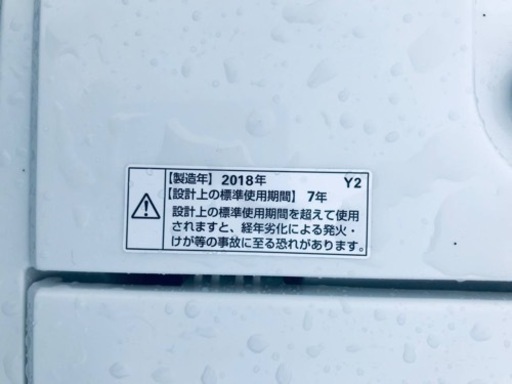 【製造年】2018年 Y2
【設計上の標準使用期間】7年
設計上の標準使用期間を超えて使用
されますと、経年劣化による発火・
けが等の事故に至る恐れがあります。